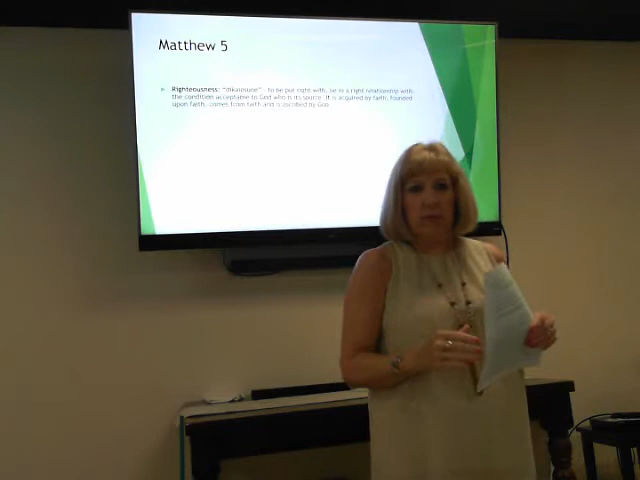 Matthew 5
Righteousness: "dikaiosune" - to be put right with, be in a right relationship with
the condition acceptable to God who is its source. It is acquired by faith, founded
upon faith, comes from faith and is ascribed by God